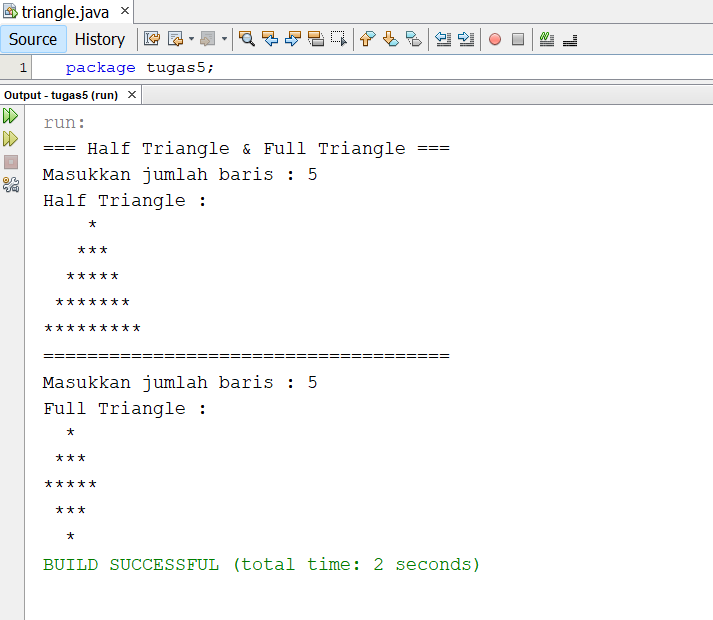 triangle.java ×
Source History
1 package tugas5;
Output - tugas5 (run) ×
run:
=== Half Triangle & Full Triangle ===
Masukkan jumlah baris : 5
Half Triangle :
    *
   ***
  *****
 *******
*********
=====================================
Masukkan jumlah baris : 5
Full Triangle :
  *
 ***
*****
 ***
  *
BUILD SUCCESSFUL (total time: 2 seconds)